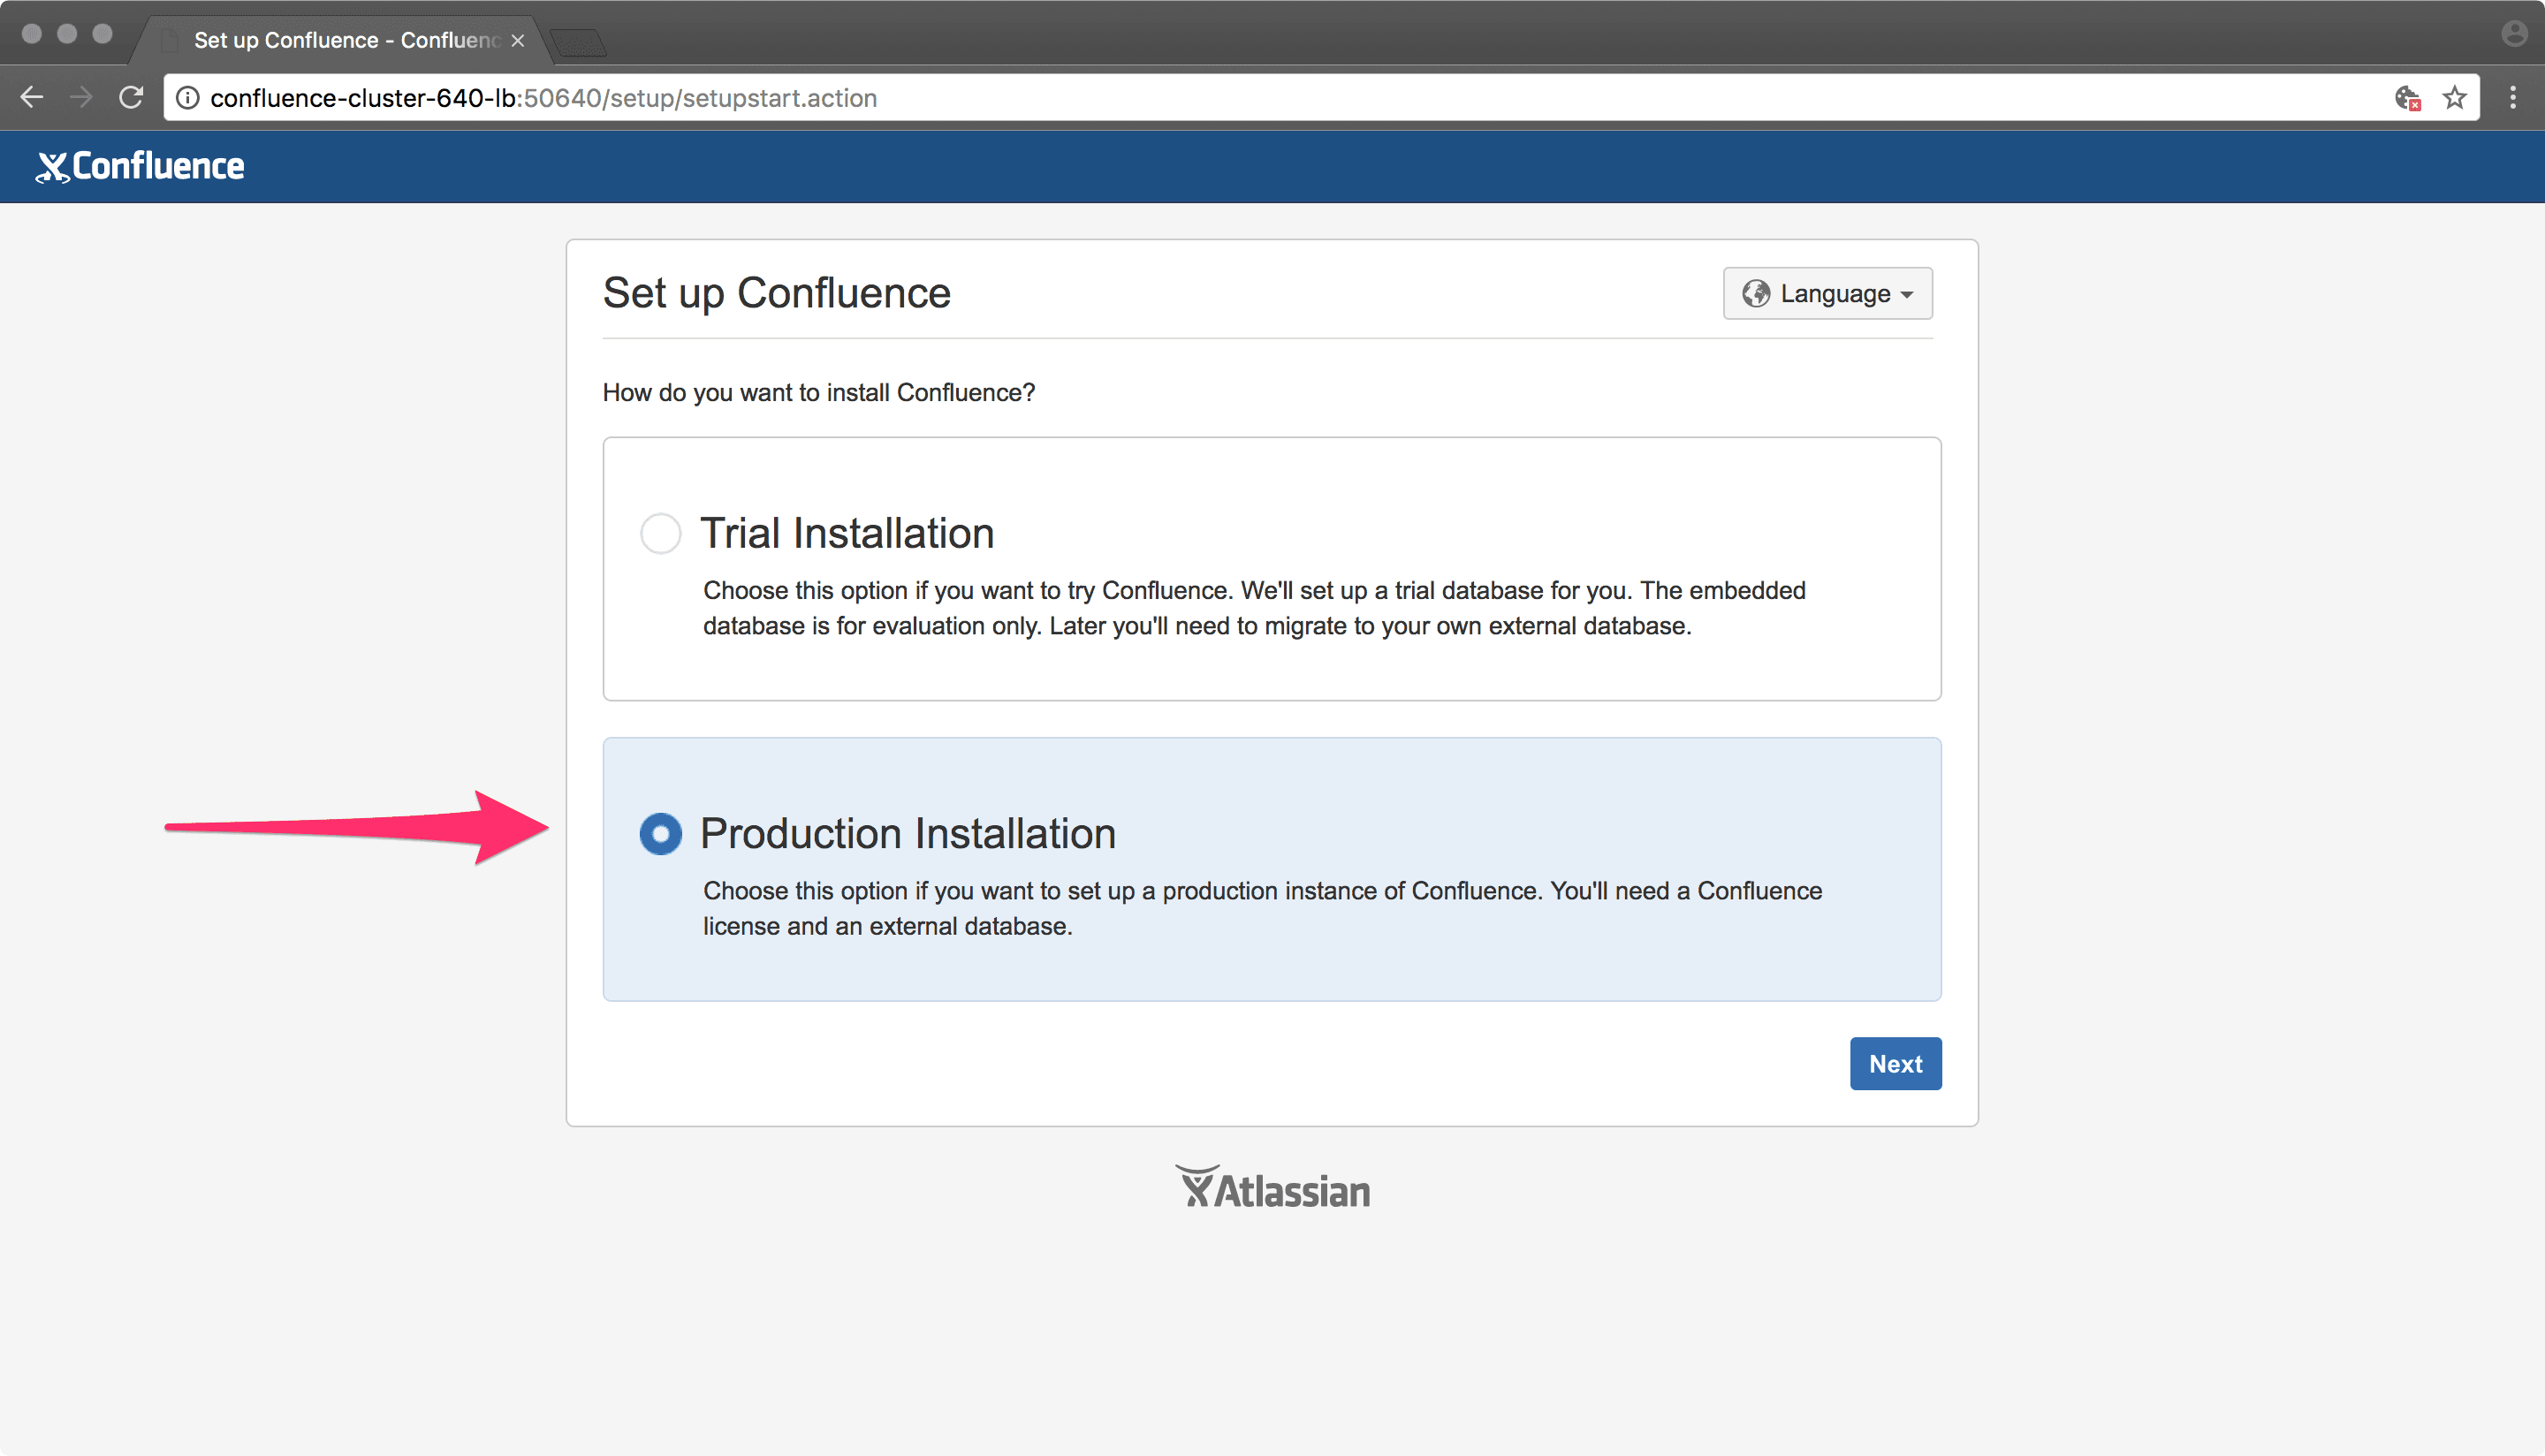 Set up Confluence - Confluenc
confluence-cluster-640-lb:50640/setup/setupstart.action
Confluence
Set up Confluence
Language
How do you want to install Confluence?
Trial Installation
Choose this option if you want to try Confluence. We'll set up a trial database for you. The embedded
database is for evaluation only. Later you'll need to migrate to your own external database.
Production Installation
Choose this option if you want to set up a production instance of Confluence. You'll need a Confluence
license and an external database.
Next
Atlassian